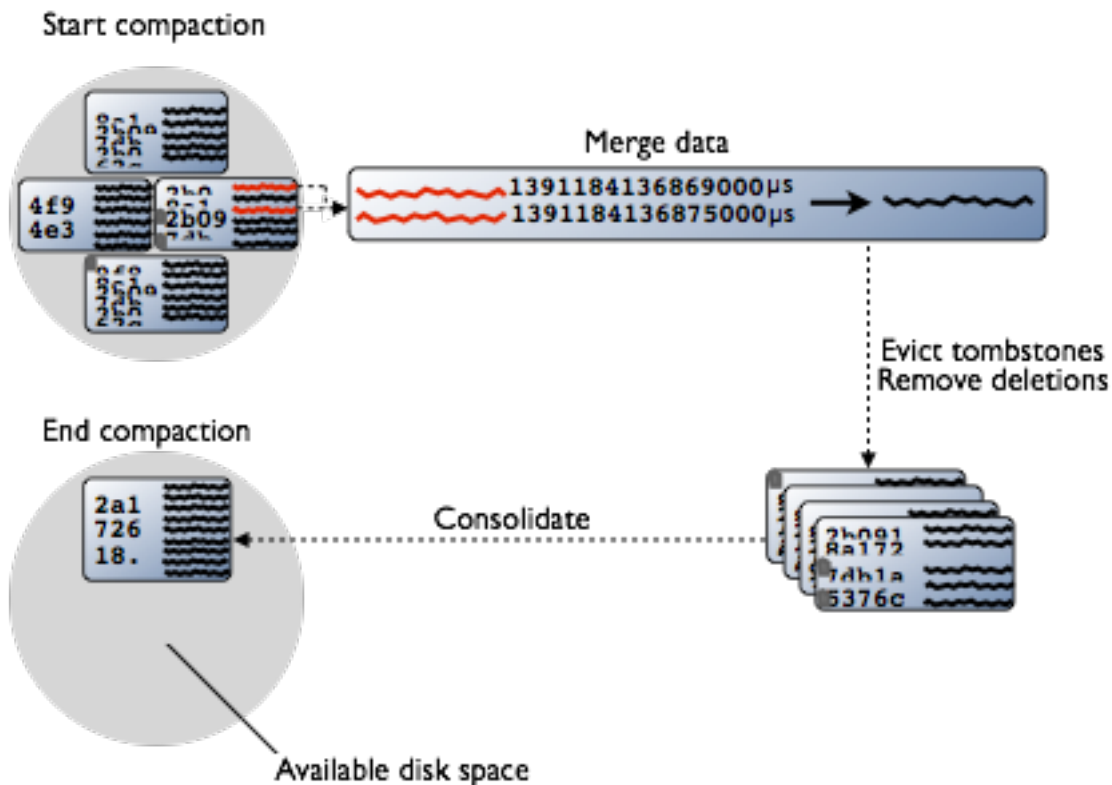 Start compaction
Merge data
1391184136869000µs
1391184136875000µs
4f9
4e3
2b09
Evict tombstones
Remove deletions
End compaction
2a1
726
18.
Consolidate
2b091
8a172
7db1a
5376c
Available disk space